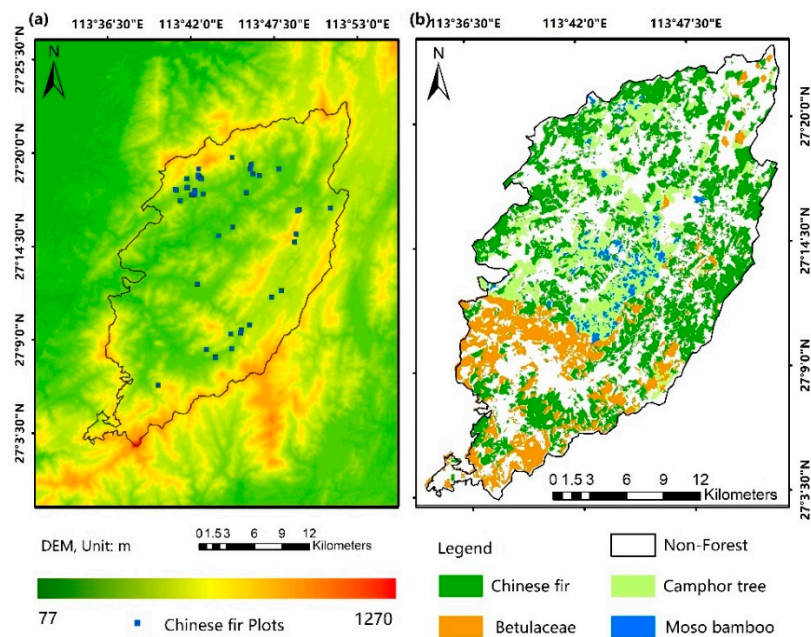 (a)
113°36'30"E 113°42'0"E 113°47'30"E 113°53'0"E
N
27°25'30"N
27°20'0"N
27°14'30"N
27°9'0"N
27°3'30"N
DEM, Unit: m
0 1.5 3 6 9 12
Kilometers
77 1270
Chinese fir Plots
(b)
113°36'30"E 113°42'0"E 113°47'30"E
N
27°20'0"N
27°14'30"N
27°9'0"N
27°3'30"N
0 1.5 3 6 9 12
Kilometers
Legend
Non-Forest
Chinese fir
Camphor tree
Betulaceae
Moso bamboo